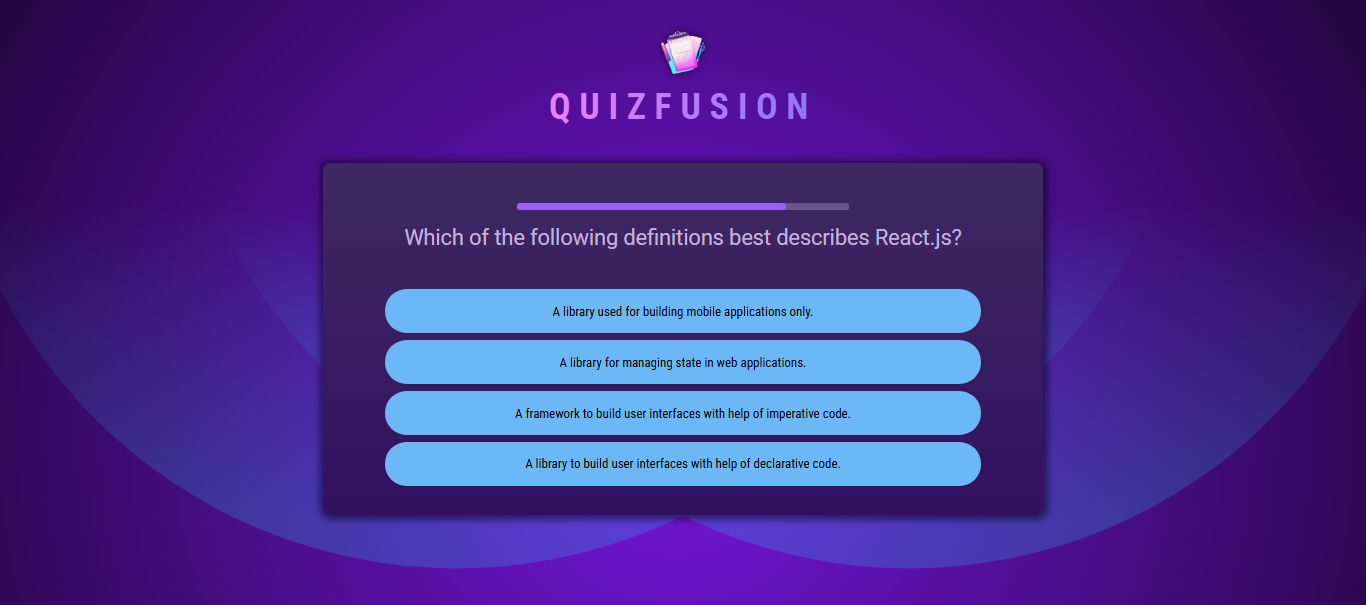 QUIZFUSION
Which of the following definitions best describes React.js?
A library used for building mobile applications only.
A library for managing state in web applications.
A framework to build user interfaces with help of imperative code.
A library to build user interfaces with help of declarative code.